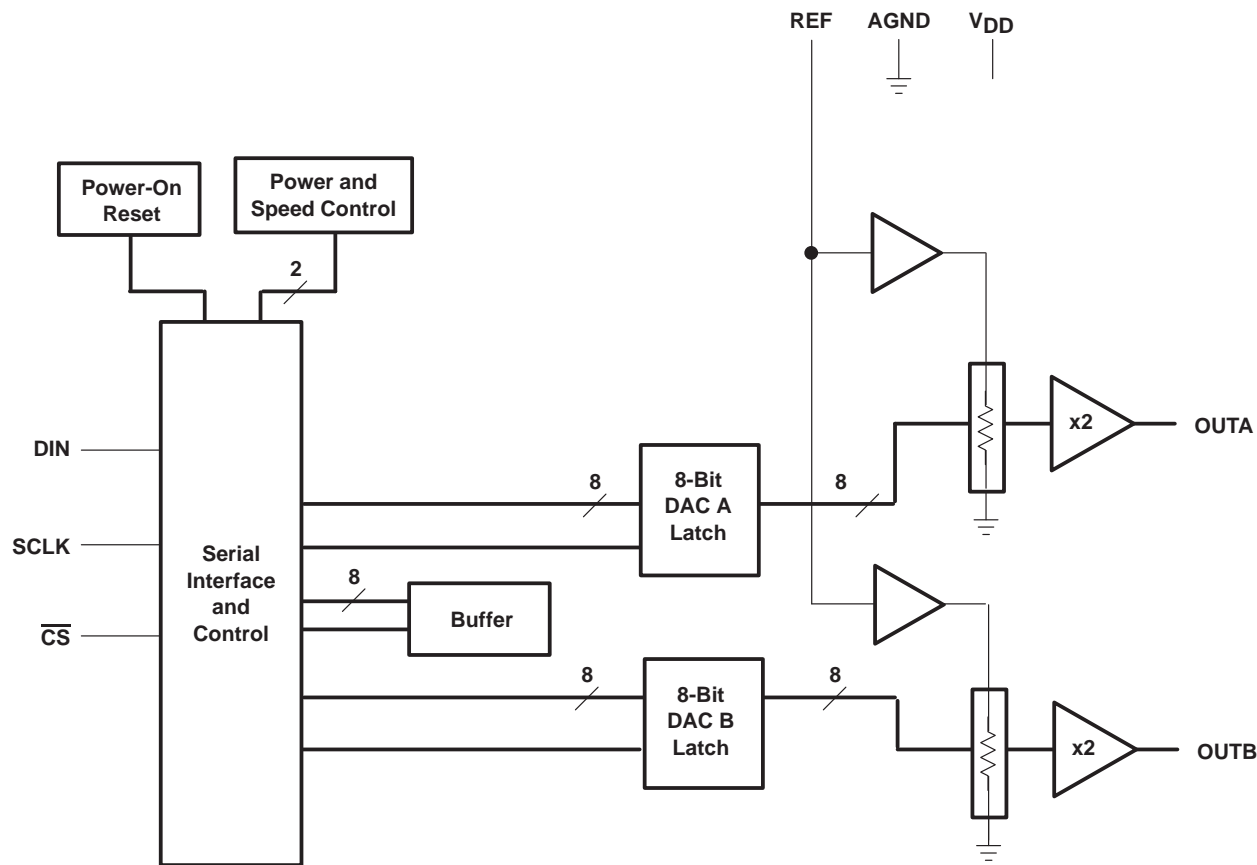 REF
AGND
VDD
Power-On
Reset
Power and
Speed Control
2
x2
OUTA
DIN
8
8-Bit
DAC A
Latch
8
SCLK
Serial
Interface
and
Control
8
Buffer
CS
8
8-Bit
DAC B
Latch
8
x2
OUTB